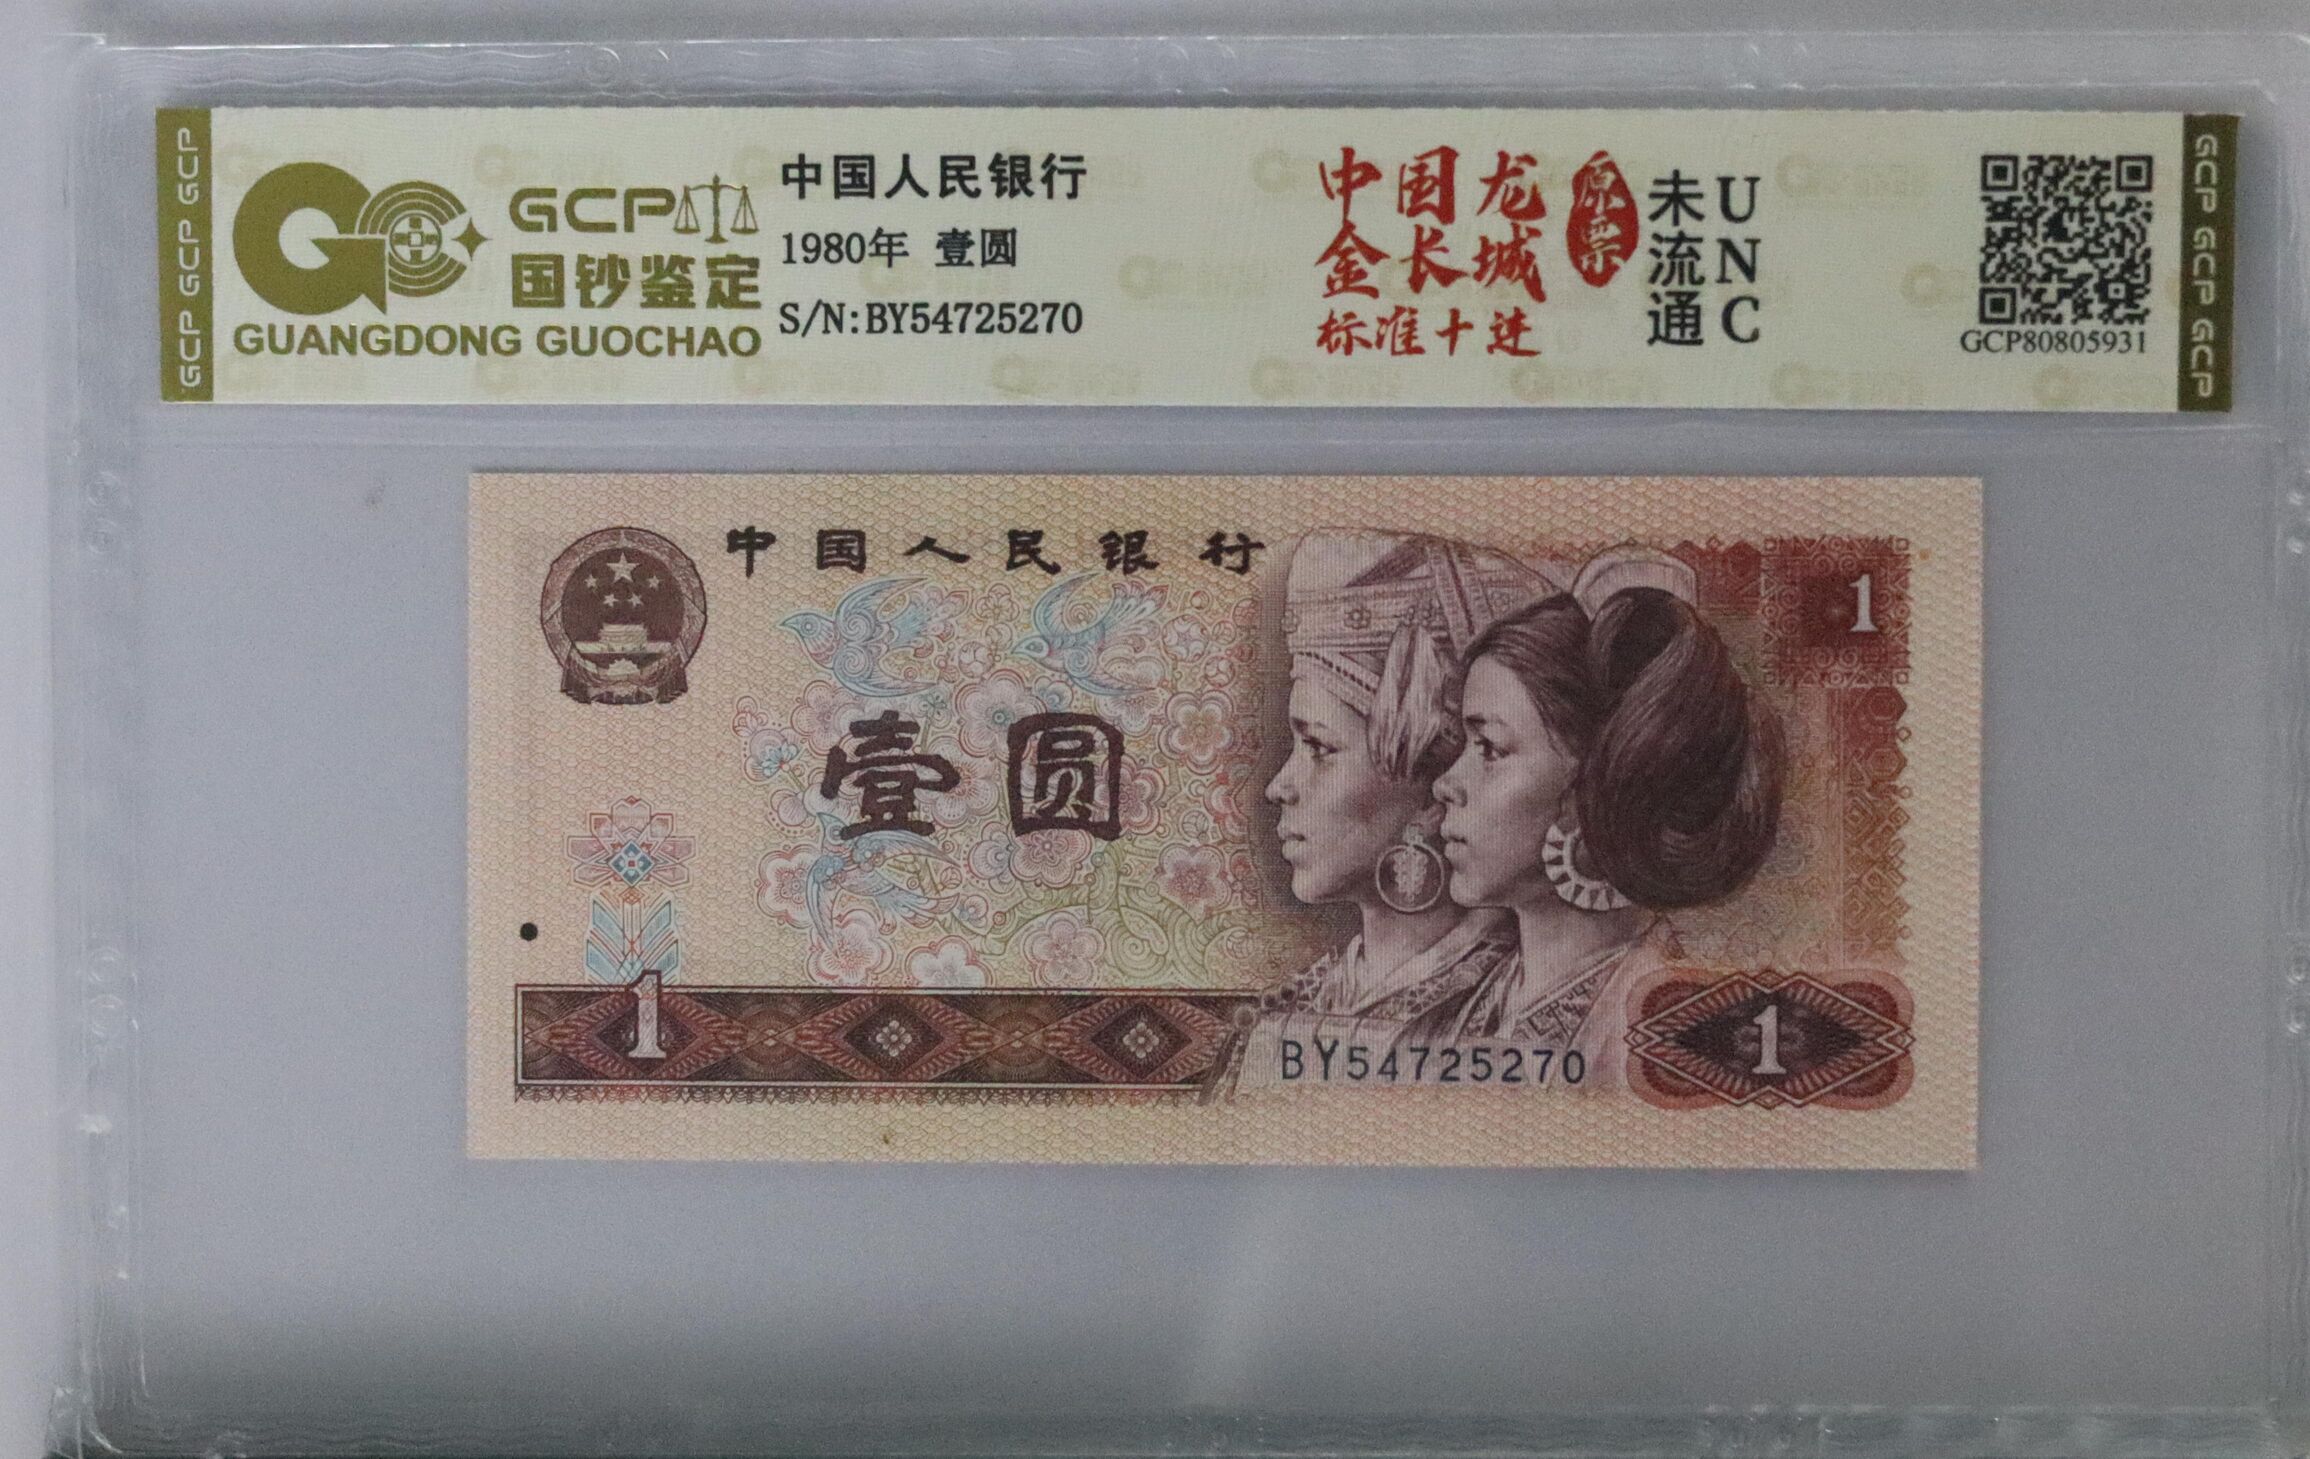 GCP GCP GCP
GCP
国钞鉴定
GUANGDONG GUOCHAO
中国人民银行
1980年 壹圆
S/N:BY54725270
中国龙
金长城
标准十进
原票
未流通
UNC
GCP80805931
GCP GCP GCP
中国人民银行
1
壹圆
1
BY54725270
1